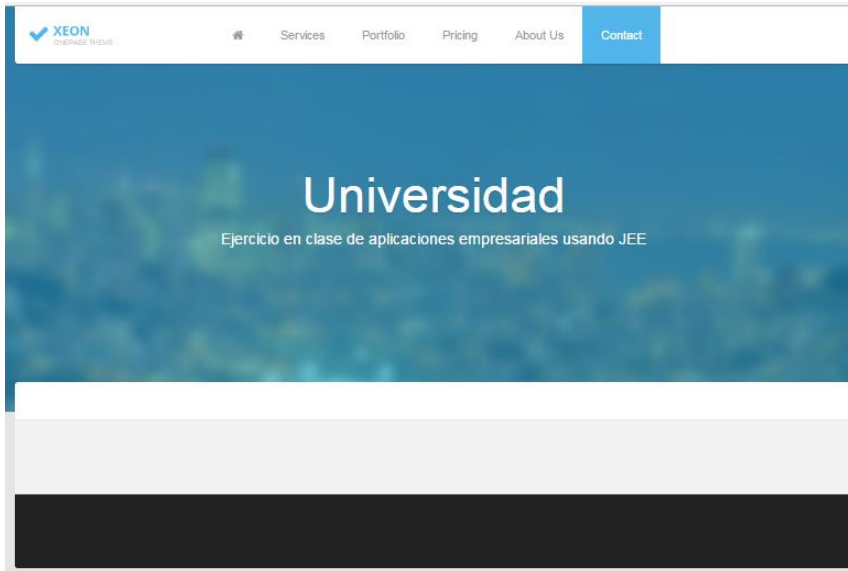 XEON
ONEPAGE THEME
Services
Portfolio
Pricing
About Us
Contact
Universidad
Ejercicio en clase de aplicaciones empresariales usando JEE